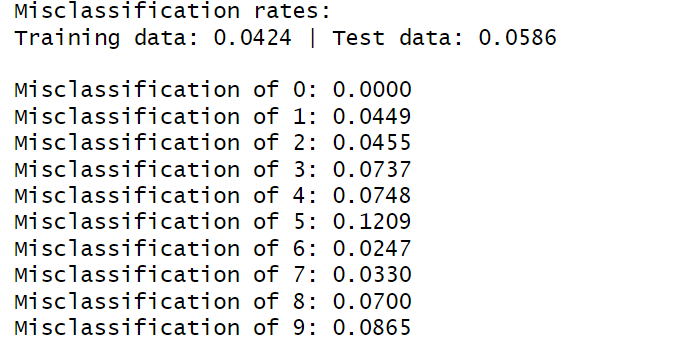 Misclassification rates:
Training data: 0.0424 | Test data: 0.0586
Misclassification of 0: 0.0000
Misclassification of 1: 0.0449
Misclassification of 2: 0.0455
Misclassification of 3: 0.0737
Misclassification of 4: 0.0748
Misclassification of 5: 0.1209
Misclassification of 6: 0.0247
Misclassification of 7: 0.0330
Misclassification of 8: 0.0700
Misclassification of 9: 0.0865